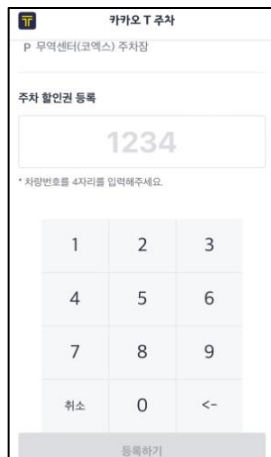 카카오 T 주차
P 무역센터(코엑스) 주차장
주차 할인권 등록
1234
* 차량번호를 4자리를 입력해주세요.
1 2 3
4 5 6
7 8 9
취소 0 <-
등록하기